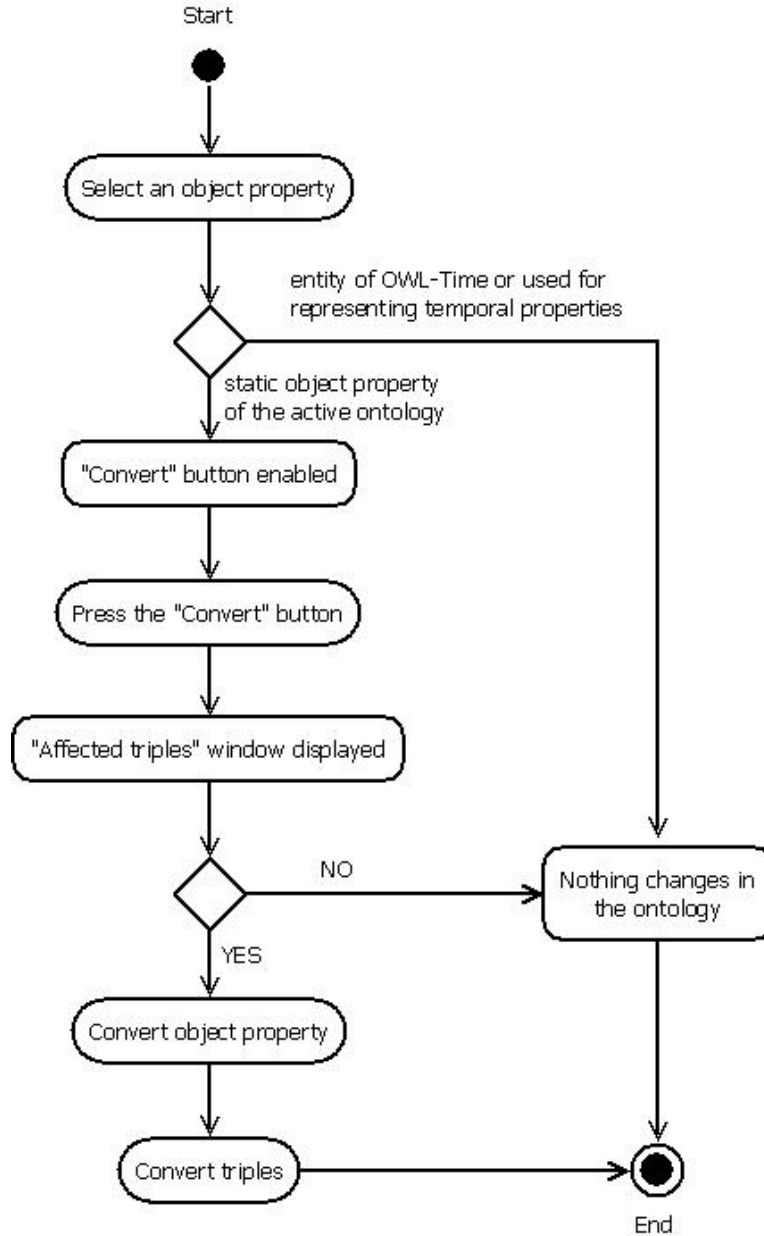 Start
Select an object property
entity of OWL-Time or used for
representing temporal properties
static object property
of the active ontology
"Convert" button enabled
Press the "Convert" button
"Affected triples" window displayed
NO
Nothing changes in
the ontology
YES
Convert object property
Convert triples
End